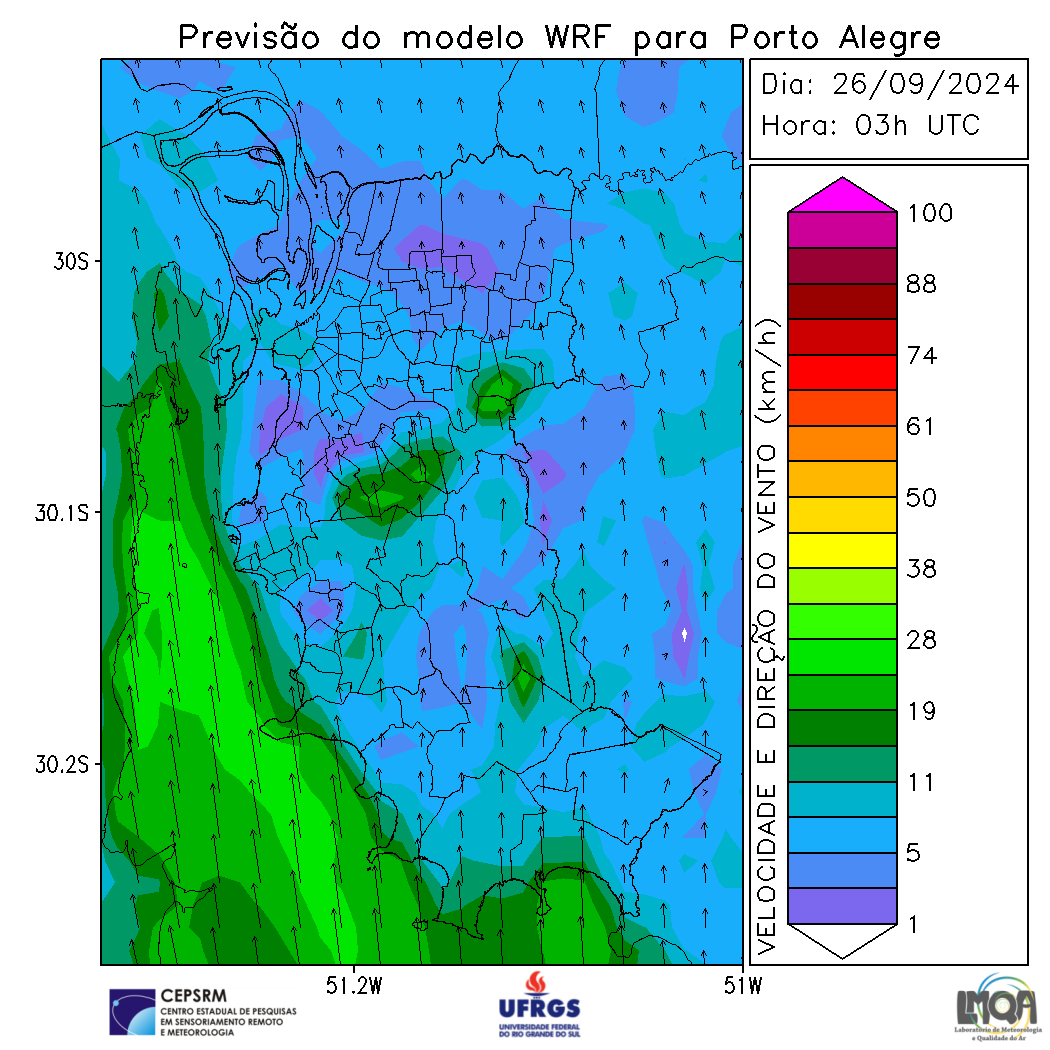 Previsão do modelo WRF para Porto Alegre
Dia: 26/09/2024
Hora: 03h UTC
30S
30.1S
30.2S
51.2W
51W
VELOCIDADE E DIREÇÃO DO VENTO (km/h)
100
88
74
61
50
38
28
19
11
5
1
CEPSRM
CENTRO ESTADUAL DE PESQUISAS
EM SENSORIAMENTO REMOTO
E METEOROLOGIA
UFRGS
UNIVERSIDADE FEDERAL
DO RIO GRANDE DO SUL
LMQA
Laboratório de Meteorologia
e Qualidade do Ar